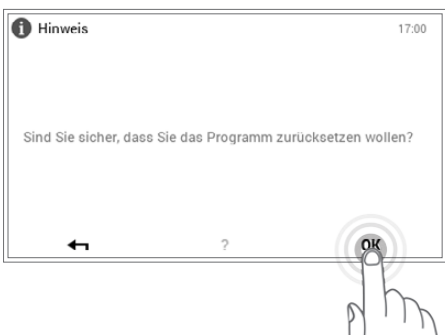 i Hinweis 17:00
Sind Sie sicher, dass Sie das Programm zurücksetzen wollen?
? OK